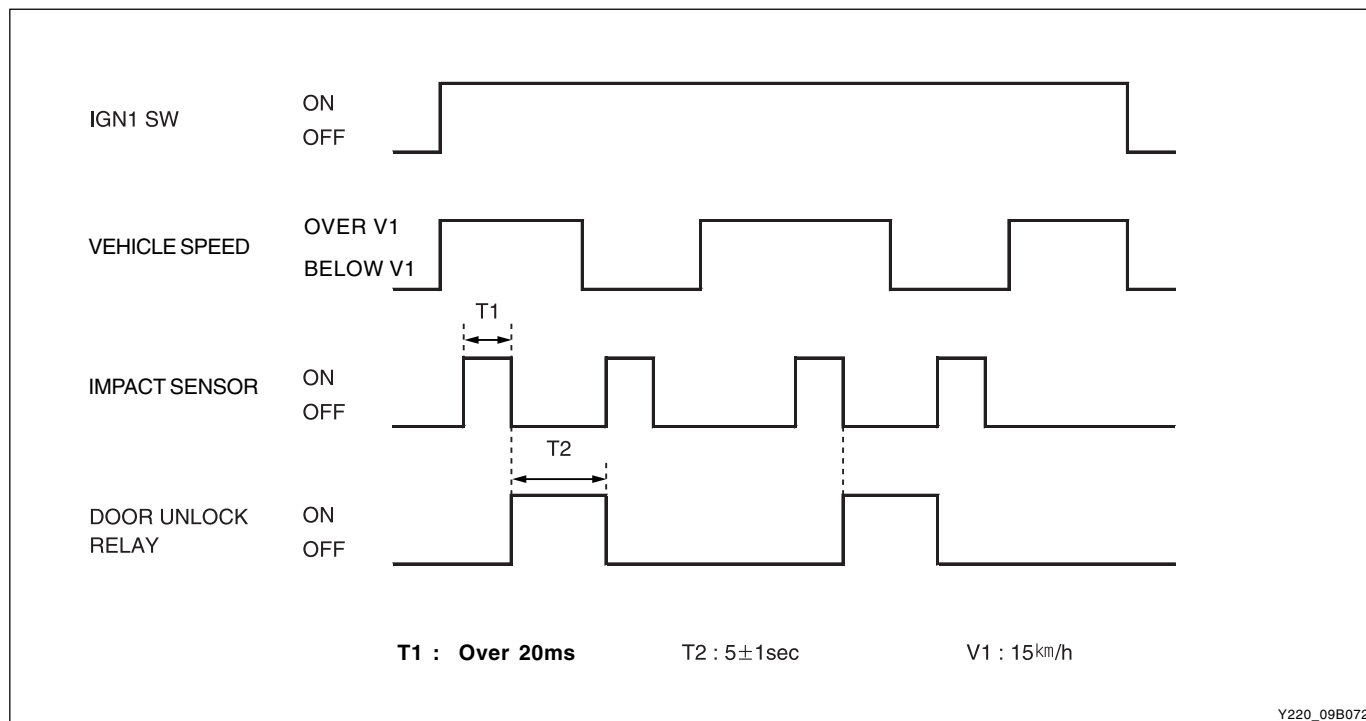 IGN1 SW
ON
OFF
VEHICLE SPEED
OVER V1
BELOW V1
T1
IMPACT SENSOR
ON
OFF
T2
DOOR UNLOCK
RELAY
ON
OFF
T1 : Over 20ms T2 : 5±1sec V1 : 15㎞/h
Y220_09B072